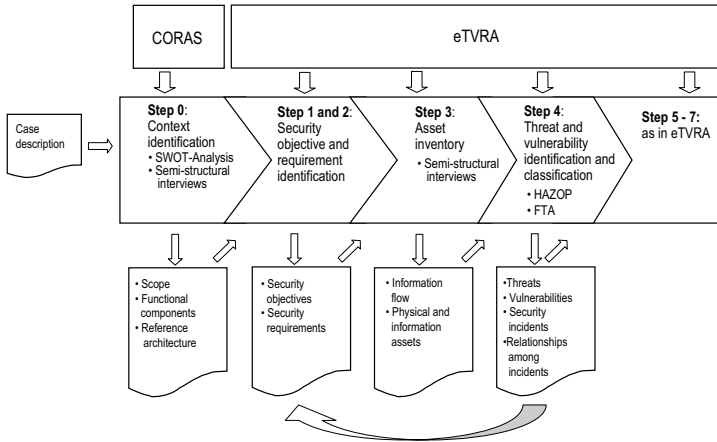 CORAS
eTVRA
Case
description
Step 0:
Context
identification
• SWOT-Analysis
• Semi-structural
interviews
Step 1 and 2:
Security
objective and
requirement
identification
Step 3:
Asset
inventory
• Semi-structural
interviews
Step 4:
Threat and
vulnerability
identification and
classification
• HAZOP
• FTA
Step 5 - 7:
as in eTVRA
• Scope
• Functional
components
• Reference
architecture
• Security
objectives
• Security
requirements
• Information
flow
• Physical and
information
assets
•Threats
• Vulnerabilities
• Security
incidents
•Relationships
among
incidents